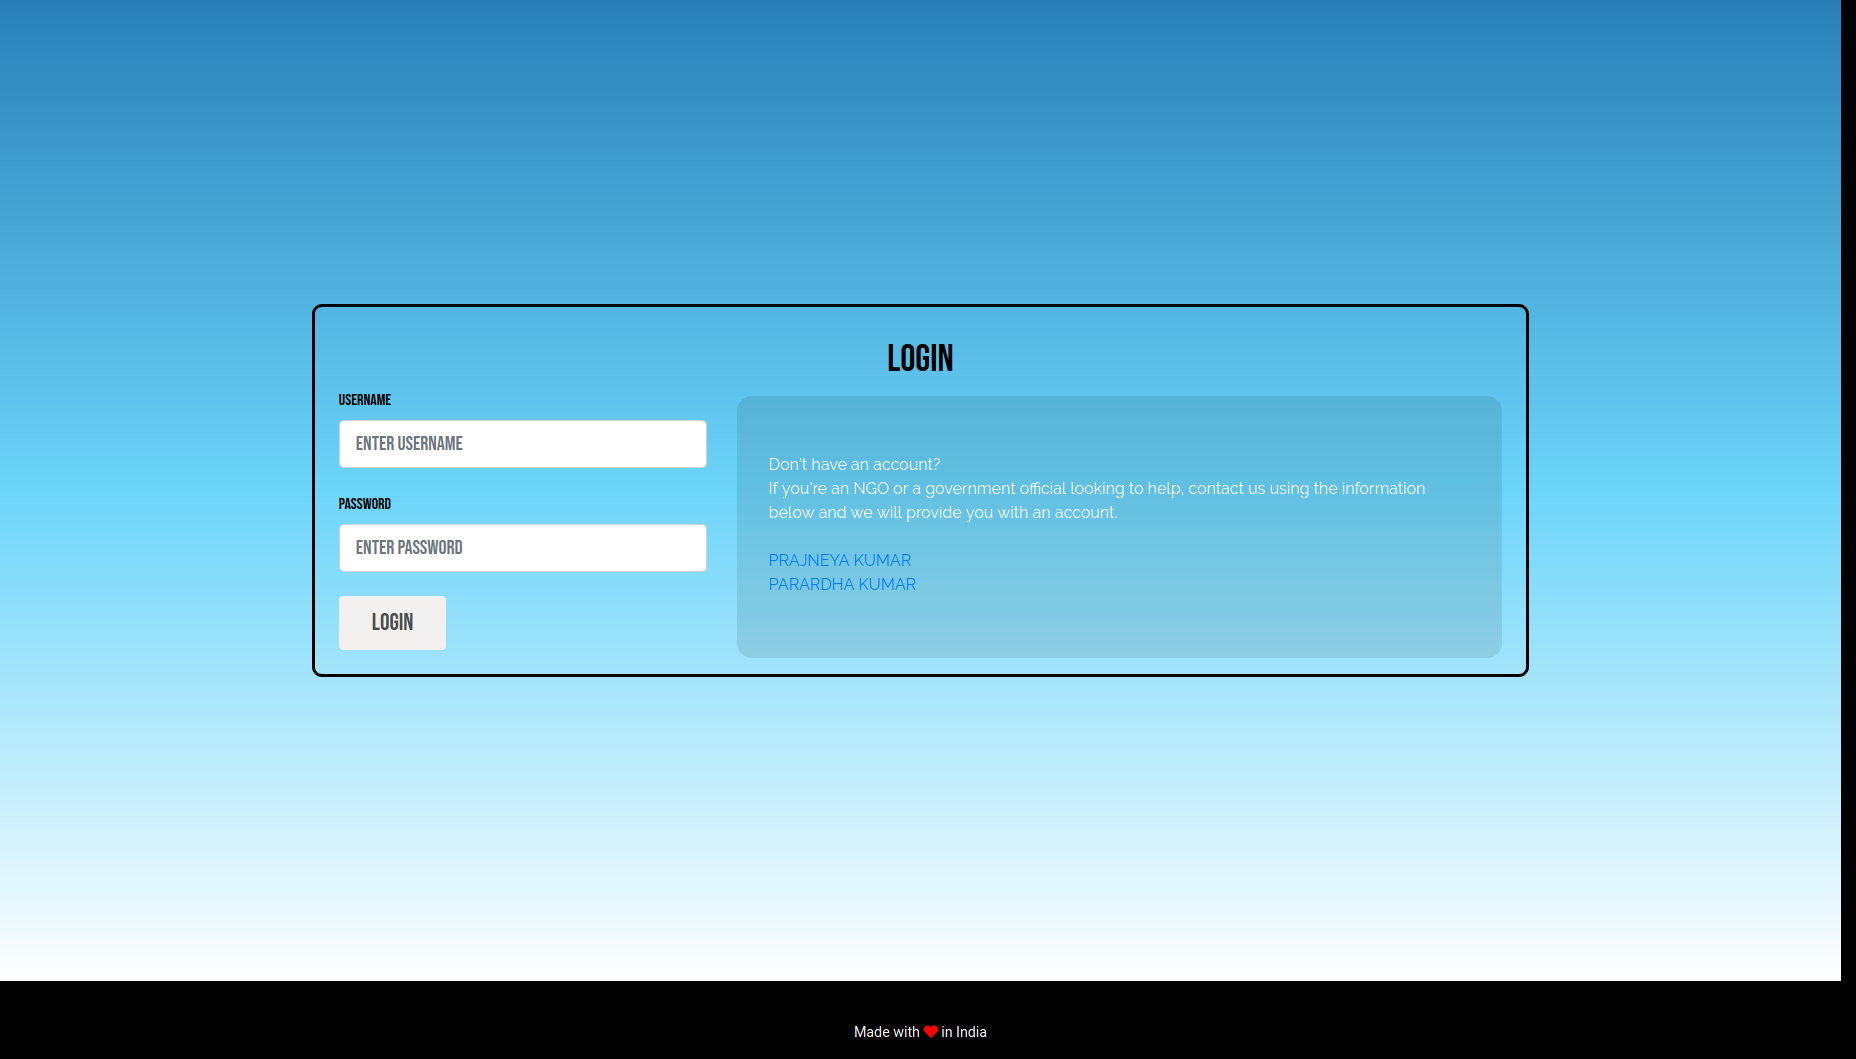 LOGIN
USERNAME
ENTER USERNAME
PASSWORD
ENTER PASSWORD
LOGIN
Don't have an account?
If you're an NGO or a government official looking to help, contact us using the information
below and we will provide you with an account.
PRAJNEYA KUMAR
PARARDHA KUMAR
Made with ❤ in India